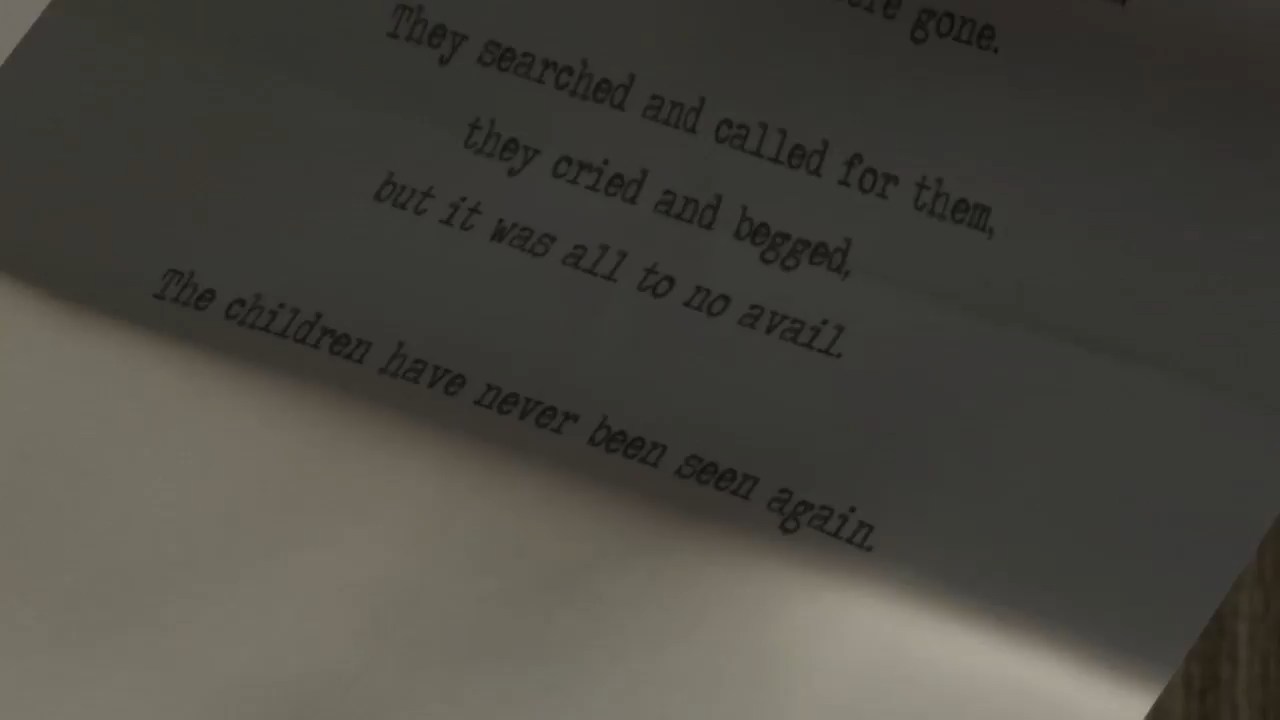 gone.
They searched and called for them,
they cried and begged,
but it was all to no avail.
The children have never been seen again.